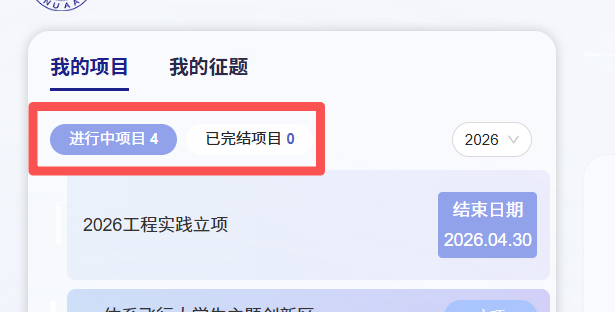 NUAA
我的项目 我的征题
进行中项目 4 已完结项目 0 2026
2026工程实践立项
结束日期
2026.04.30